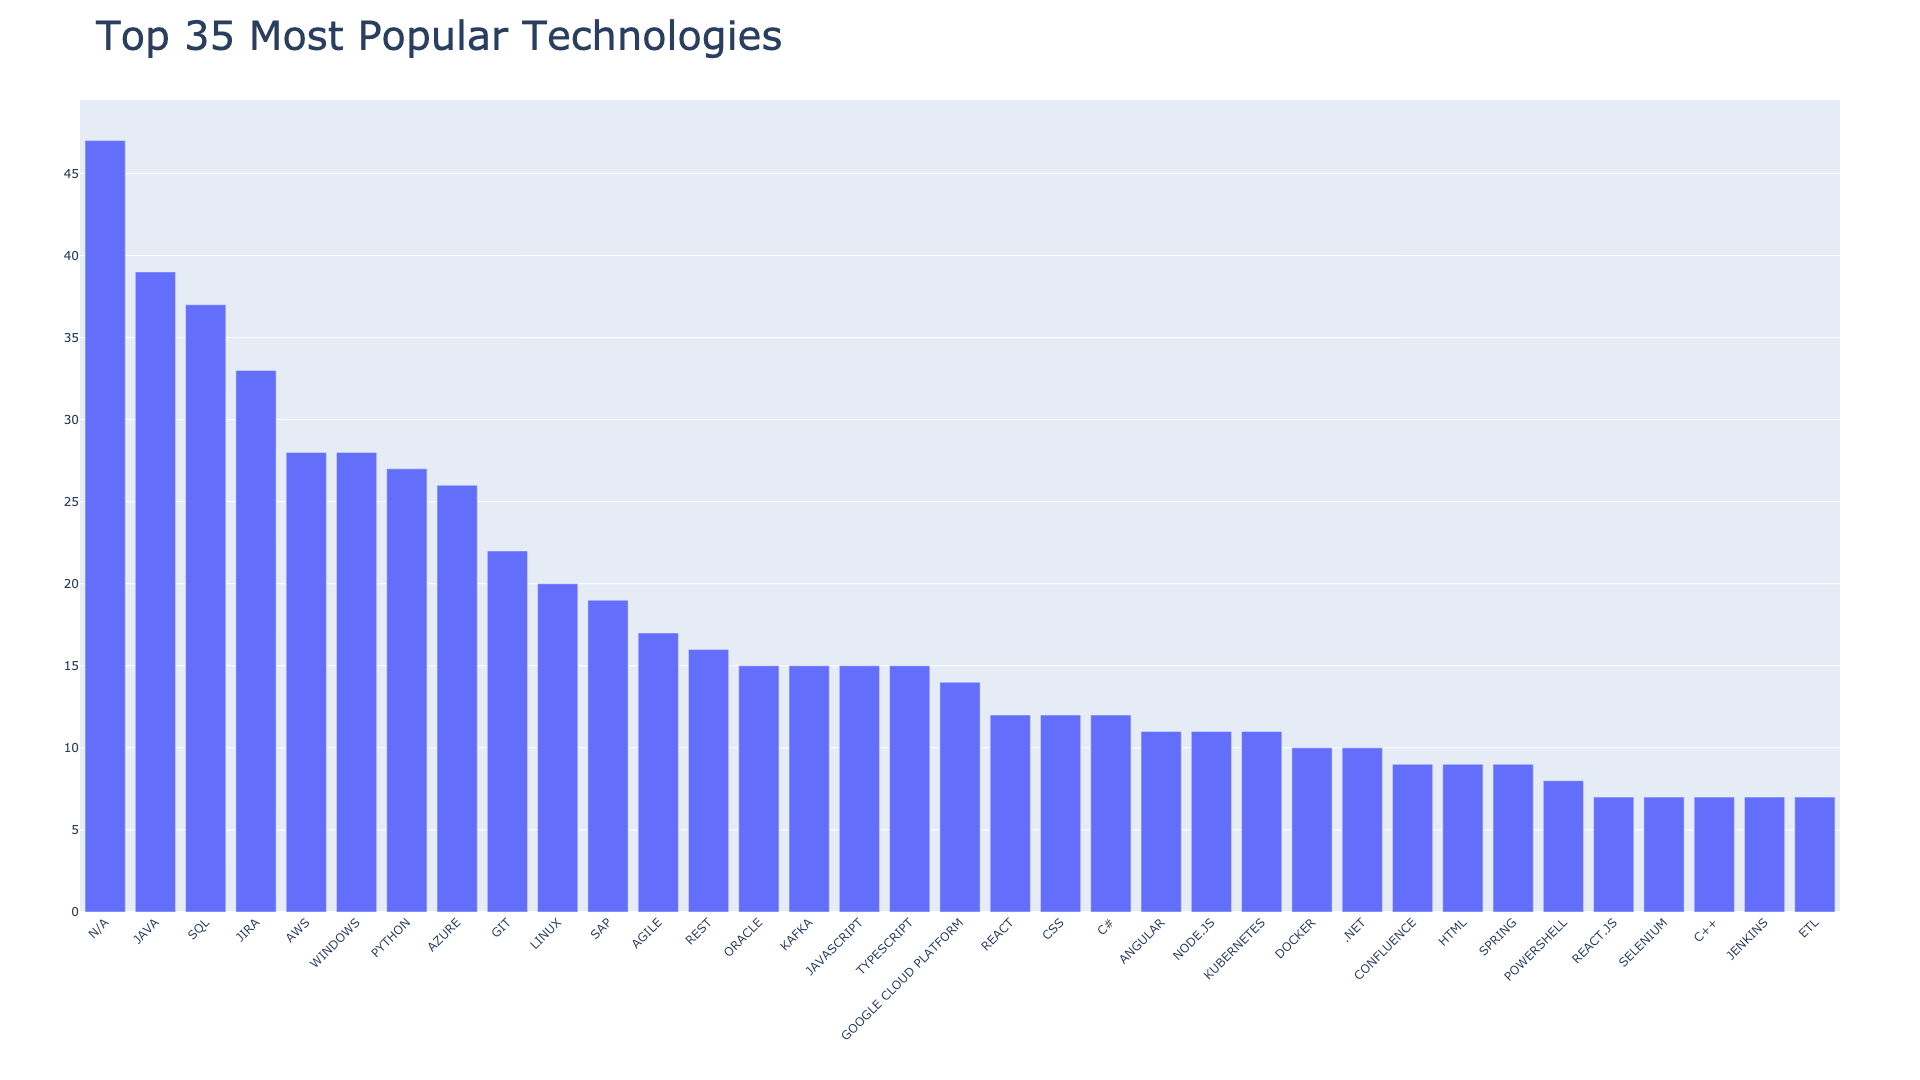 Top 35 Most Popular Technologies
45
40
35
30
25
20
15
10
5
0
N/A
JAVA
SQL
JIRA
AWS
WINDOWS
PYTHON
AZURE
GIT
LINUX
SAP
AGILE
REST
ORACLE
KAFKA
JAVASCRIPT
TYPESCRIPT
GOOGLE CLOUD PLATFORM
REACT
CSS
C#
ANGULAR
NODE.JS
KUBERNETES
DOCKER
.NET
CONFLUENCE
HTML
SPRING
POWERSHELL
REACT.JS
SELENIUM
C++
JENKINS
ETL